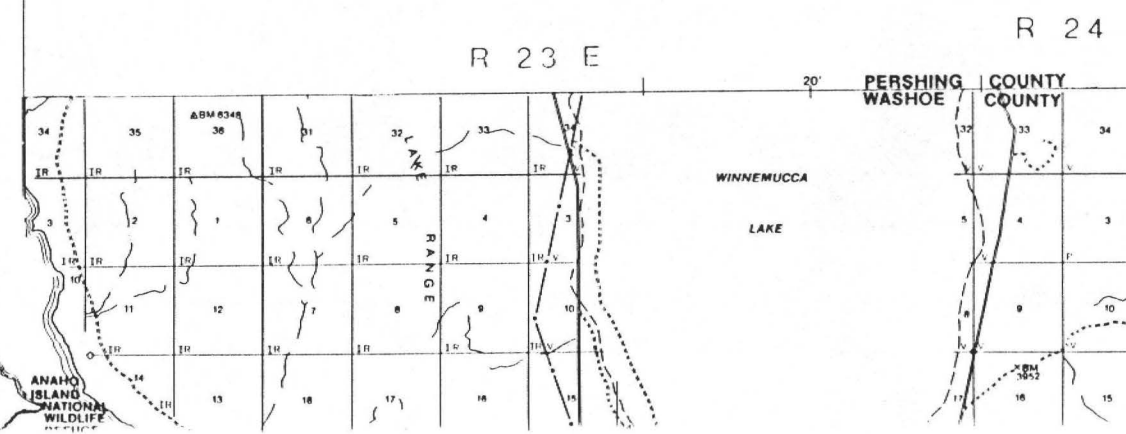 R 24
R 23 E
20'
PERSHING COUNTY
WASHOE COUNTY
△BM 6348
34 35 36 31 32 33 34 32 33 34
LAKE
IR IR IR IR IR IR IR V V V
WINNEMUCCA
3 2 1 6 5 4 3 5 4 3
LAKE
RANGE
IR IR IR IR IR IR IR V V V P
10'
11 12 7 8 9 10 8 9 10
IR IR IR IR IR IR V V V V
×BM
3952
14 13 18 17 16 15 17 16 15
IR
ANAHO
ISLAND
NATIONAL
WILDLIFE
REFUGE